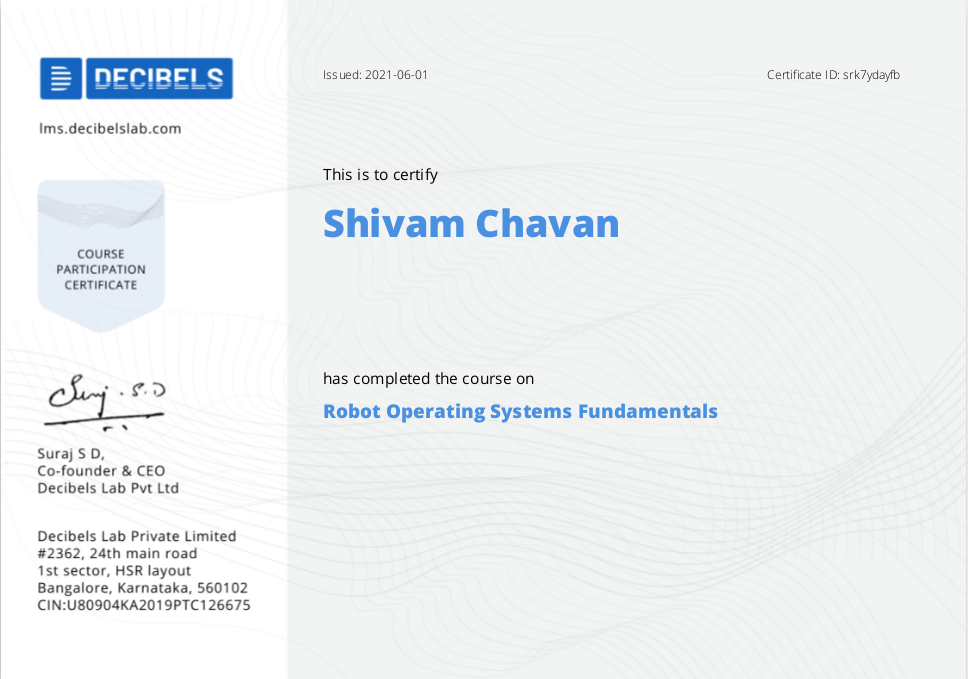 DECIBELS
lms.decibelslab.com
COURSE
PARTICIPATION
CERTIFICATE
Suraj . S.D
Suraj S D,
Co-founder & CEO
Decibels Lab Pvt Ltd
Decibels Lab Private Limited
#2362, 24th main road
1st sector, HSR layout
Bangalore, Karnataka, 560102
CIN:U80904KA2019PTC126675
Issued: 2021-06-01
Certificate ID: srk7ydayfb
This is to certify
Shivam Chavan
has completed the course on
Robot Operating Systems Fundamentals